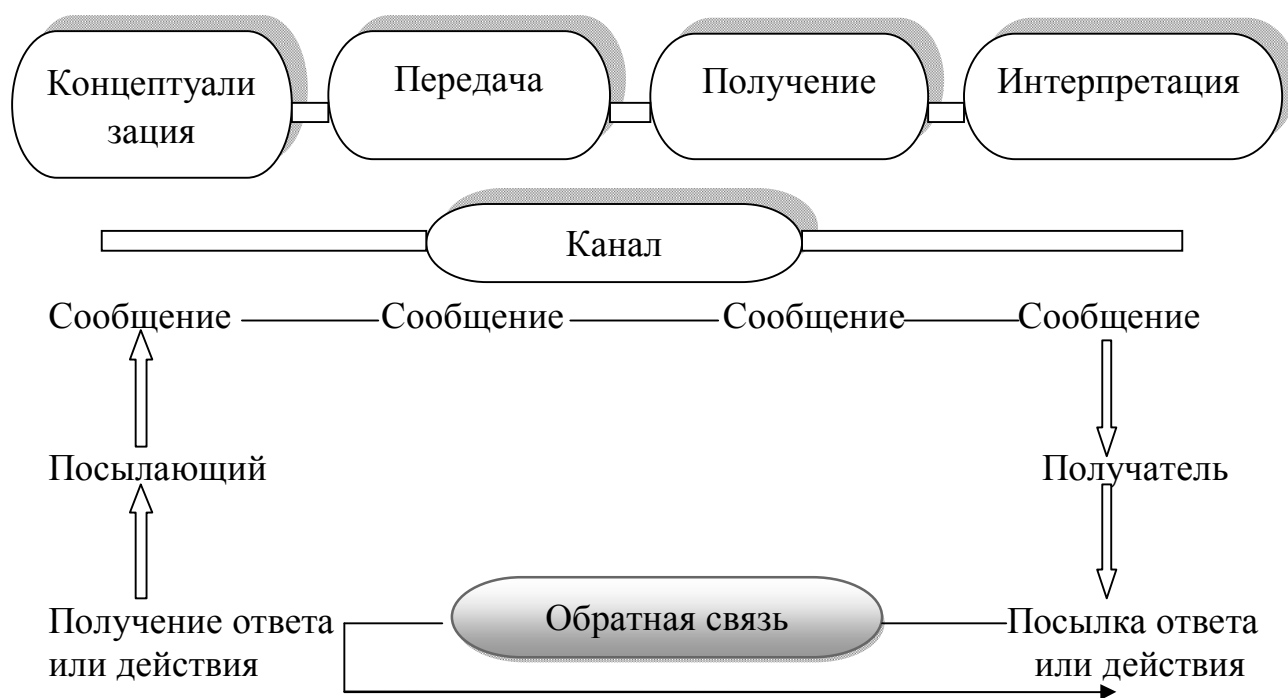 Концептуали
зация
Передача
Получение
Интерпретация
Канал
Сообщение
Сообщение
Сообщение
Сообщение
Посылающий
Получатель
Получение ответа
или действия
Обратная связь
Посылка ответа
или действия